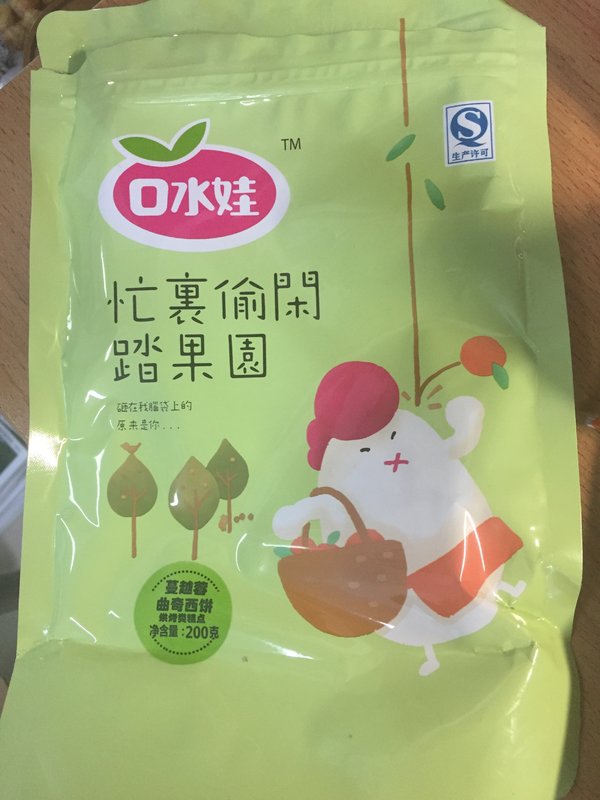 口水娃
TM
生产许可
忙裏偷閑
踏果園
砸在我腦袋上的
原来是你...
蔓越莓
曲奇西饼
烘烤类糕点
净含量:200克